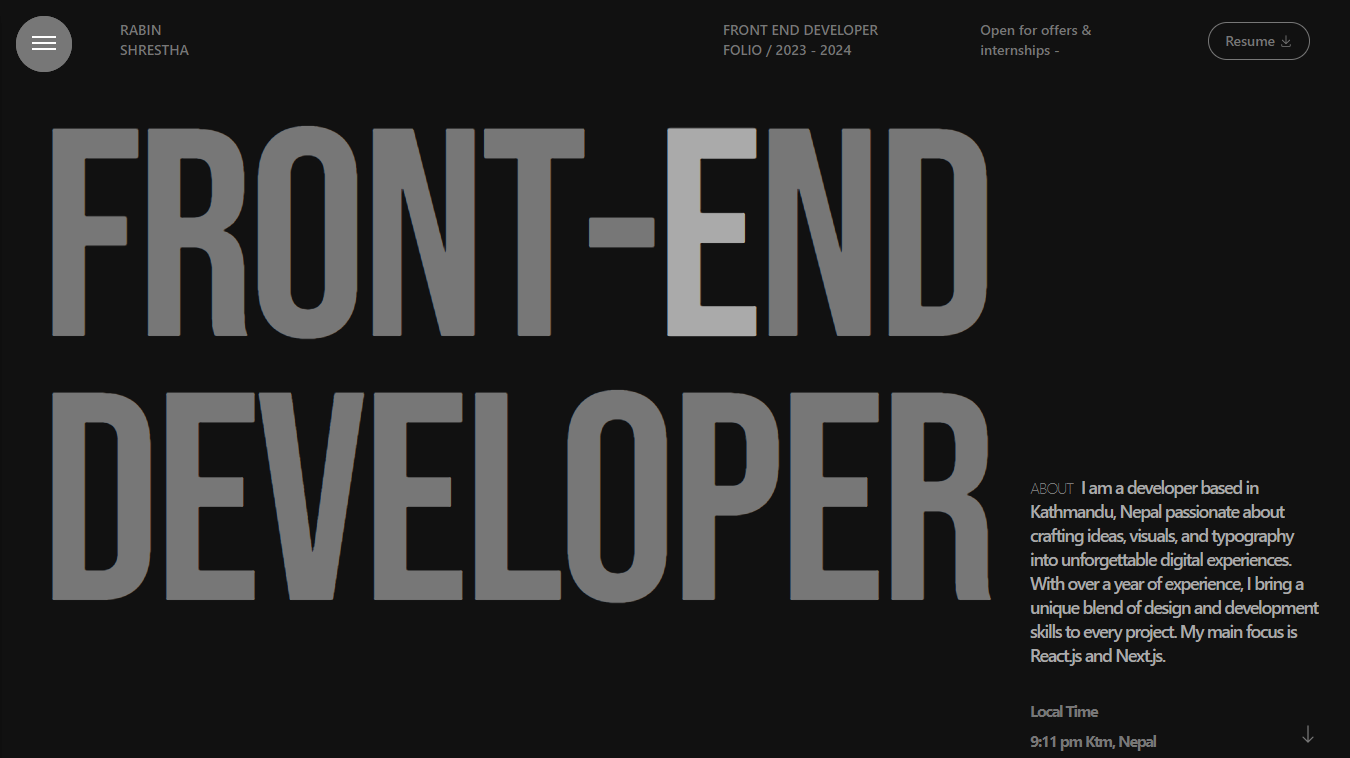 RABIN
SHRESTHA
FRONT END DEVELOPER
FOLIO / 2023 - 2024
Open for offers &
internships -
Resume
FRONT-END
DEVELOPER
ABOUT I am a developer based in
Kathmandu, Nepal passionate about
crafting ideas, visuals, and typography
into unforgettable digital experiences.
With over a year of experience, I bring a
unique blend of design and development
skills to every project. My main focus is
React.js and Next.js.
Local Time
9:11 pm Ktm, Nepal